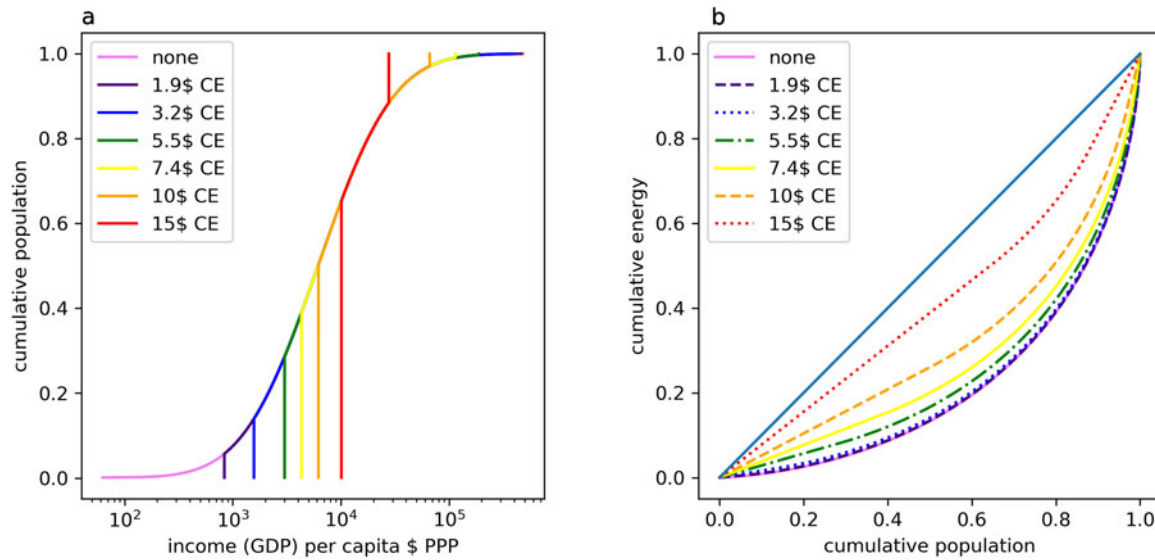 a
none
1.9$ CE
3.2$ CE
5.5$ CE
7.4$ CE
10$ CE
15$ CE
cumulative population
1.0
0.8
0.6
0.4
0.2
0.0
10²
10³
10⁴
10⁵
income (GDP) per capita $ PPP
b
none
1.9$ CE
3.2$ CE
5.5$ CE
7.4$ CE
10$ CE
15$ CE
cumulative energy
1.0
0.8
0.6
0.4
0.2
0.0
0.0 0.2 0.4 0.6 0.8 1.0
cumulative population